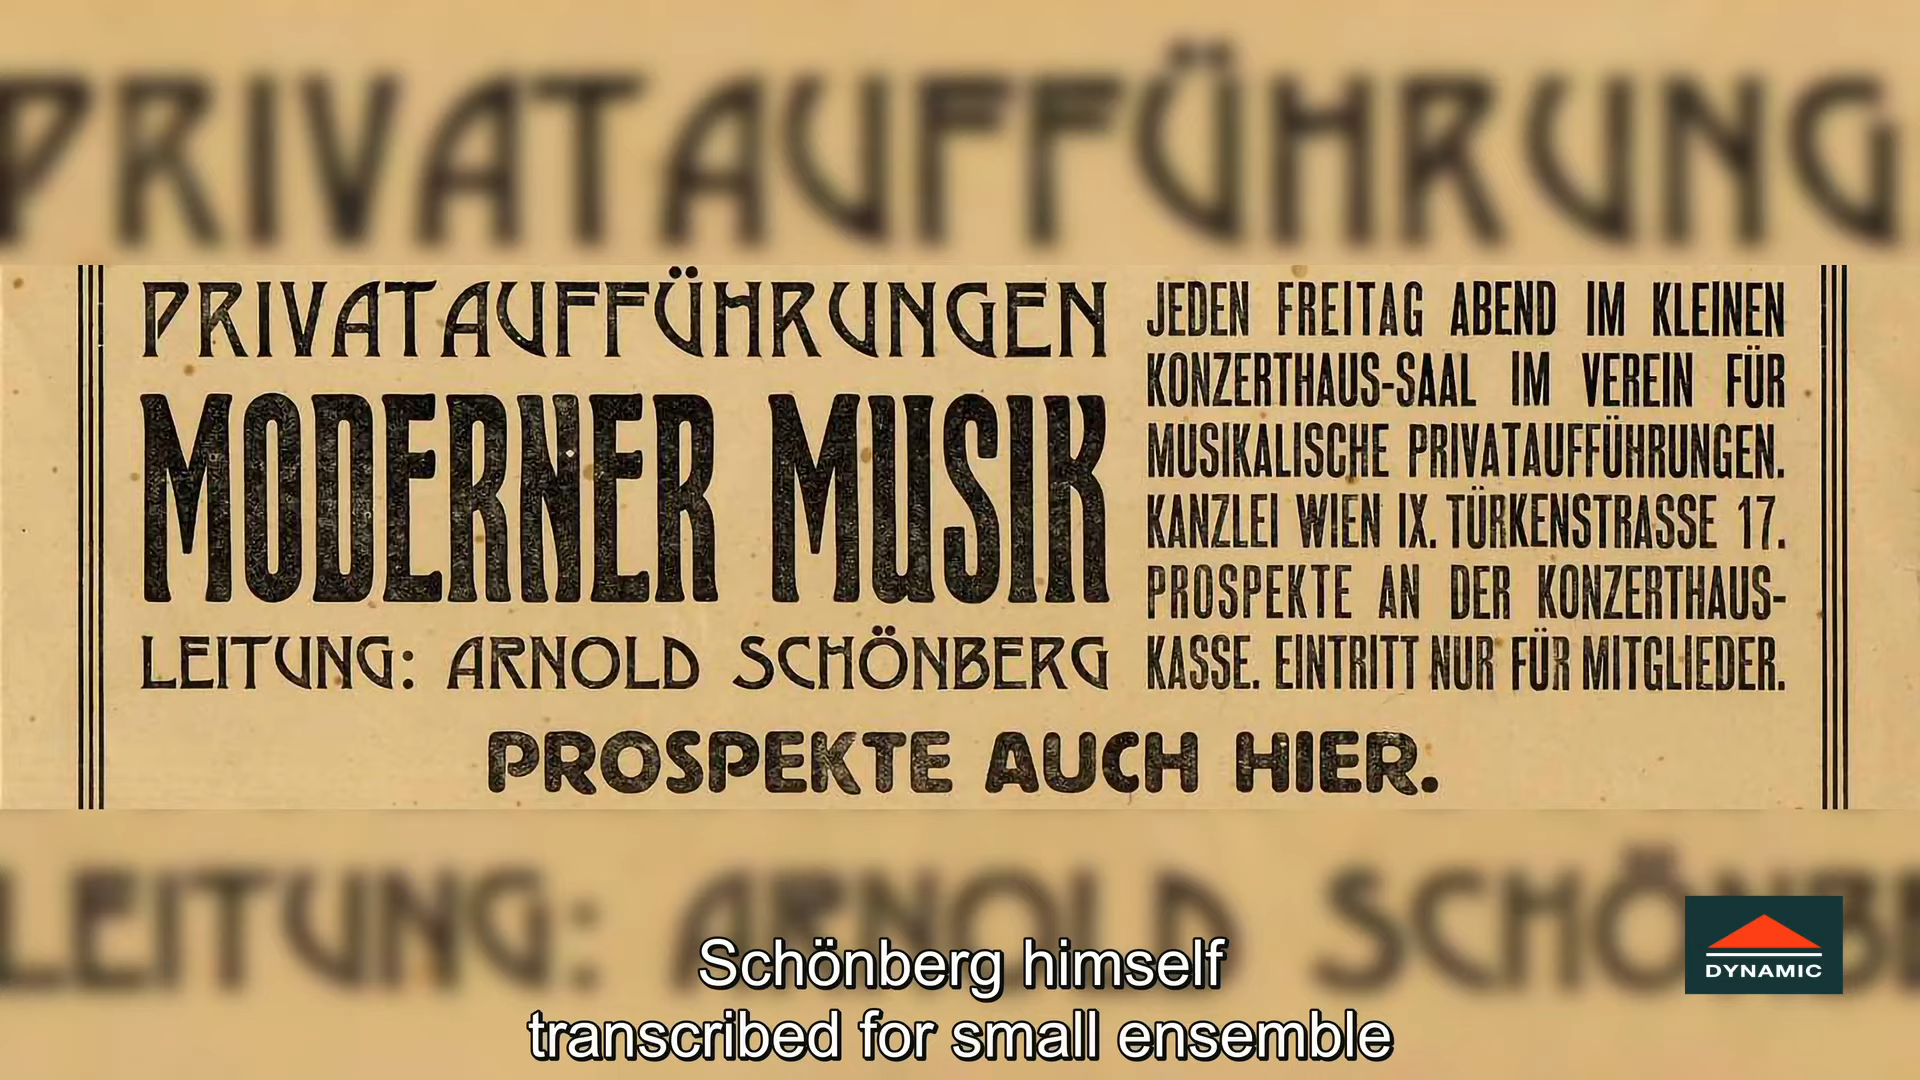 PRIVATAUFFÜHRUNG
PRIVATAUFFÜHRUNGEN
MODERNER MUSIK
LEITUNG: ARNOLD SCHÖNBERG
JEDEN FREITAG ABEND IM KLEINEN
KONZERTHAUS-SAAL IM VEREIN FÜR
MUSIKALISCHE PRIVATAUFFÜHRUNGEN.
KANZLEI WIEN IX. TÜRKENSTRASSE 17.
PROSPEKTE AN DER KONZERTHAUS-
KASSE. EINTRITT NUR FÜR MITGLIEDER.
PROSPEKTE AUCH HIER.
LEITUNG: ARNOLD SCHÖNBE
DYNAMIC
Schönberg himself
transcribed for small ensemble